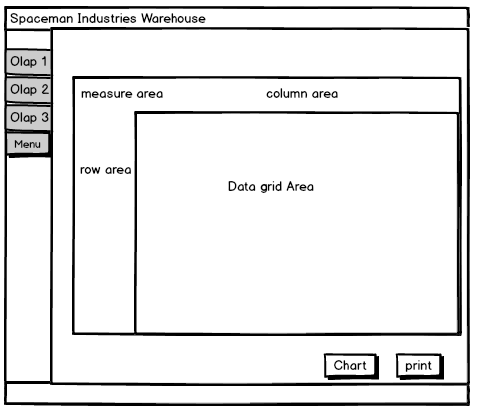 Spaceman Industries Warehouse
Olap 1
Olap 2
Olap 3
Menu
measure area
column area
row area
Data grid Area
Chart
print